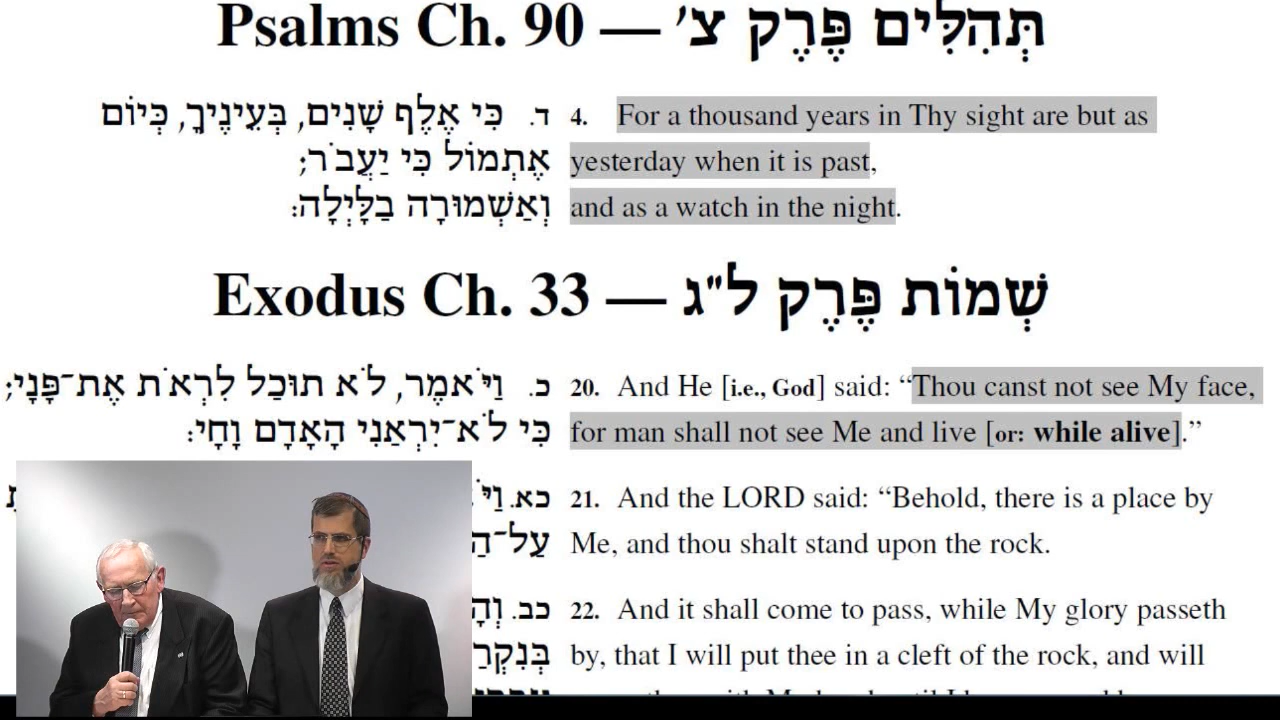 Psalms Ch. 90 — תְּהִלִּים פֶּרֶק צ׳
ד. כִּי אֶלֶף שָׁנִים, בְּעֵינֶיךָ, כְּיוֹם
אֶתְמוֹל כִּי יַעֲבֹר;
וְאַשְׁמוּרָה בַלָּיְלָה:
4. For a thousand years in Thy sight are but as
yesterday when it is past,
and as a watch in the night.
Exodus Ch. 33 — שְׁמוֹת פֶּרֶק ל״ג
כ. וַיֹּאמֶר, לֹא תוּכַל לִרְאֹת אֶת־פָּנָי;
כִּי לֹא־יִרְאַנִי הָאָדָם וָחָי:
20. And He [i.e., God] said: “Thou canst not see My face,
for man shall not see Me and live [or: while alive].”
כא.
עַל־
21. And the LORD said: “Behold, there is a place by
Me, and thou shalt stand upon the rock.
כב.
22. And it shall come to pass, while My glory passeth
by, that I will put thee in a cleft of the rock, and will